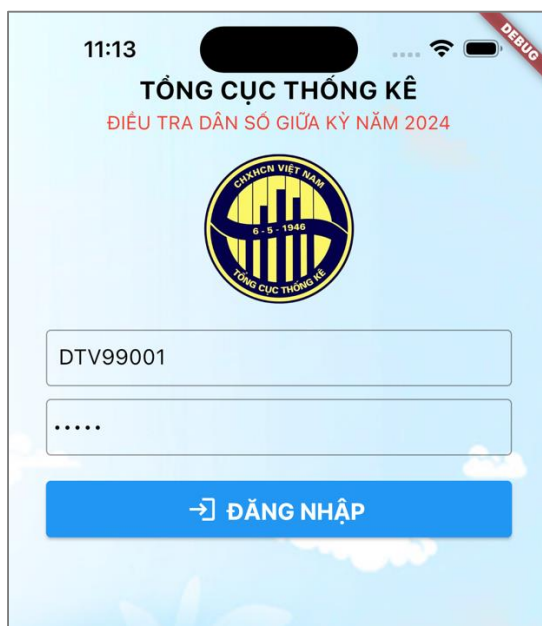 11:13
DEBUG
TỔNG CỤC THỐNG KÊ
ĐIỀU TRA DÂN SỐ GIỮA KỲ NĂM 2024
CHXHCN VIỆT NAM
6 - 5 - 1946
TỔNG CỤC THỐNG KÊ
DTV99001
•••••
ĐĂNG NHẬP